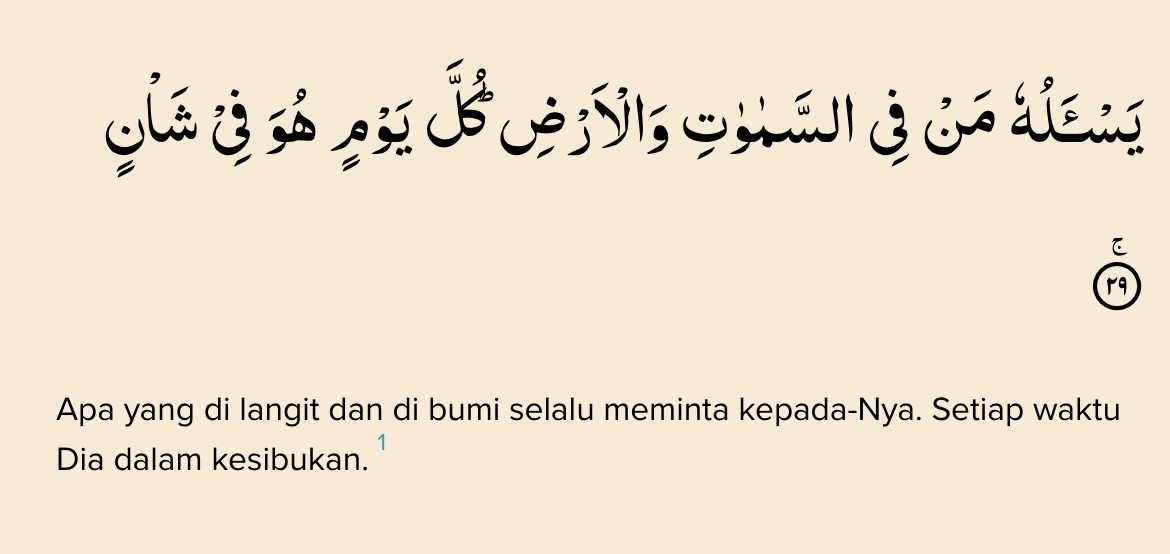 يَسْـَٔلُهٗ مَنْ فِى السَّمٰوٰتِ وَالْاَرْضِۗ كُلَّ يَوْمٍ هُوَ فِيْ شَأْنٍ
ۚ ٢٩
Apa yang di langit dan di bumi selalu meminta kepada-Nya. Setiap waktu
Dia dalam kesibukan. 1